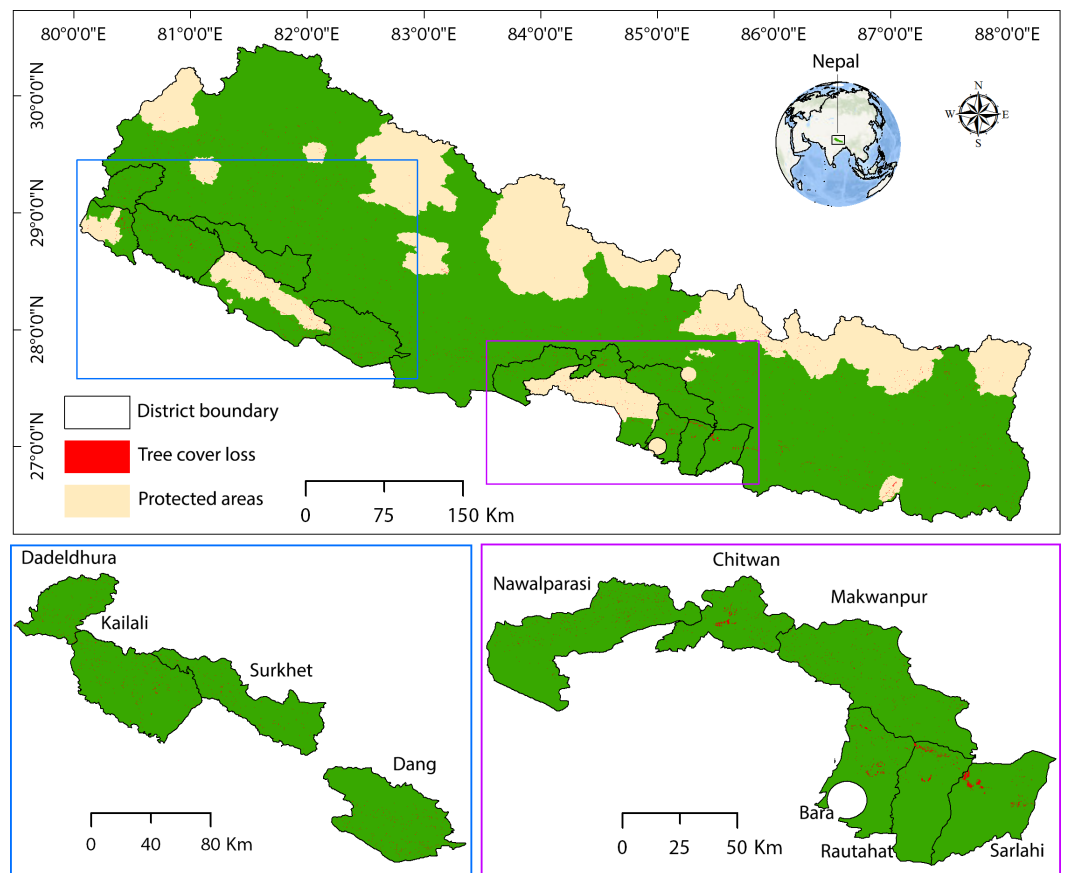 80°0'0"E 81°0'0"E 82°0'0"E 83°0'0"E 84°0'0"E 85°0'0"E 86°0'0"E 87°0'0"E 88°0'0"E
30°0'0"N
29°0'0"N
28°0'0"N
27°0'0"N
Nepal
N
W E
S
District boundary
Tree cover loss
Protected areas
0 75 150 Km
Dadeldhura
Kailali
Surkhet
Dang
0 40 80 Km
Chitwan
Nawalparasi
Makwanpur
Bara
Rautahat
Sarlahi
0 25 50 Km